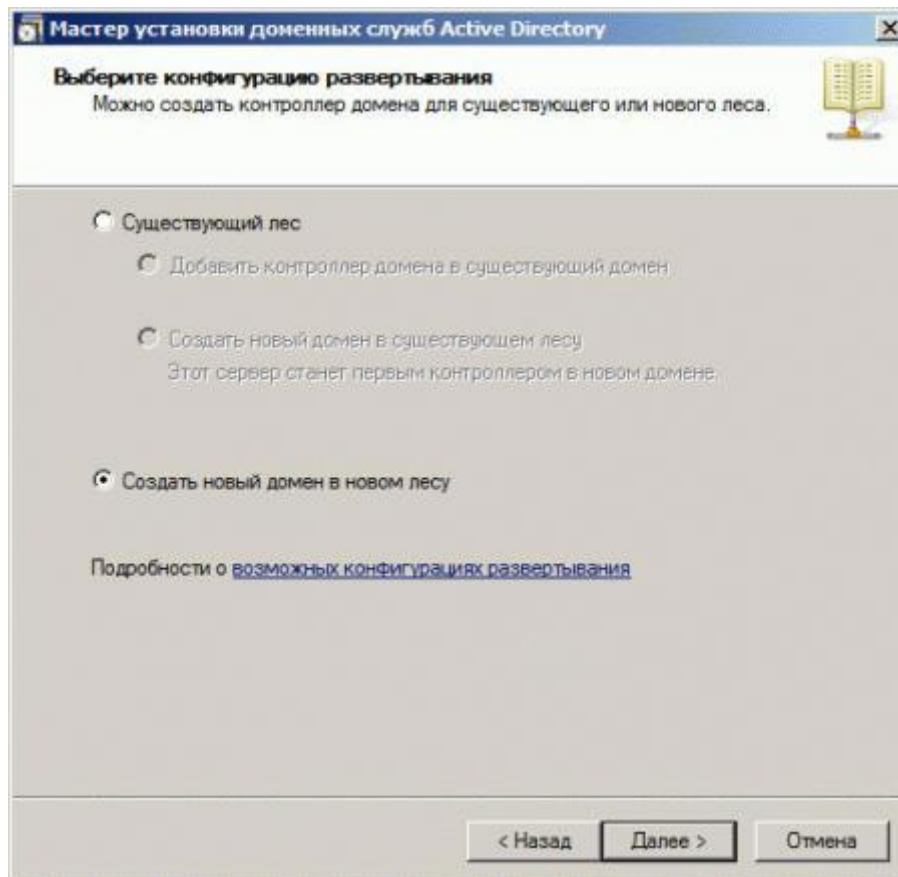 Мастер установки доменных служб Active Directory
Выберите конфигурацию развертывания
Можно создать контроллер домена для существующего или нового леса.
Существующий лес
Добавить контроллер домена в существующий домен
Создать новый домен в существующем лесу
Этот сервер станет первым контроллером в новом домене.
Создать новый домен в новом лесу
Подробности о возможных конфигурациях развертывания
< Назад Далее > Отмена